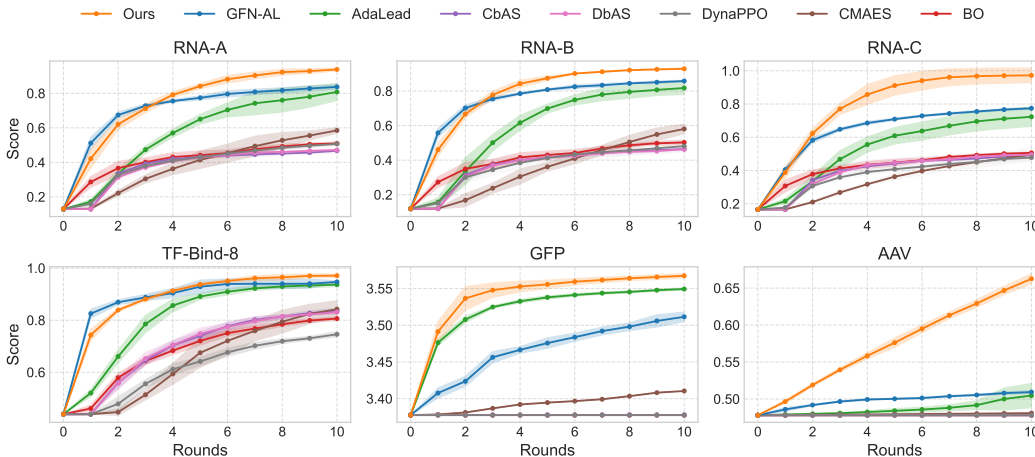 Ours GFN-AL AdaLead CbAS DbAS DynaPPO CMAES BO
RNA-A RNA-B RNA-C
Score
0.8
0.6
0.4
0.2
0 2 4 6 8 10
0.8
0.6
0.4
0.2
0 2 4 6 8 10
1.0
0.8
0.6
0.4
0.2
0 2 4 6 8 10
TF-Bind-8 GFP AAV
Score
1.0
0.8
0.6
0 2 4 6 8 10
Rounds
3.55
3.50
3.45
3.40
0 2 4 6 8 10
Rounds
0.65
0.60
0.55
0.50
0 2 4 6 8 10
Rounds